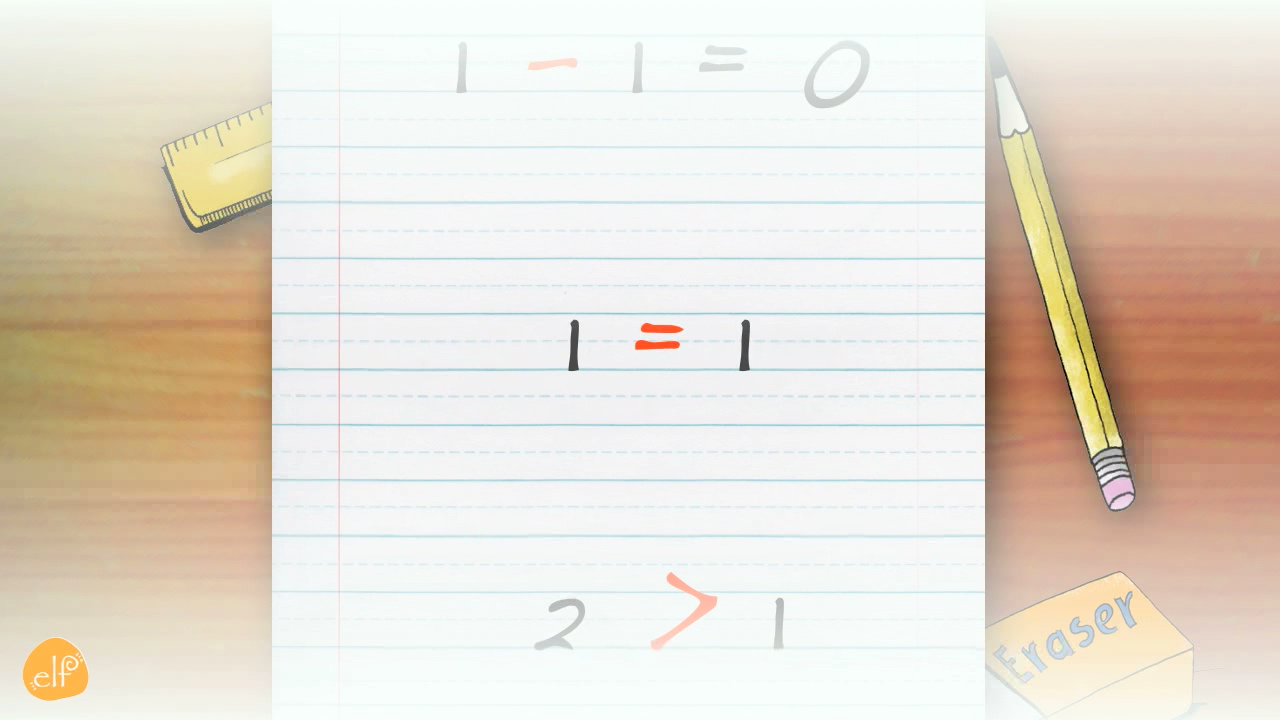 1 - 1 = 0
1 = 1
2 > 1
Eraser
elf